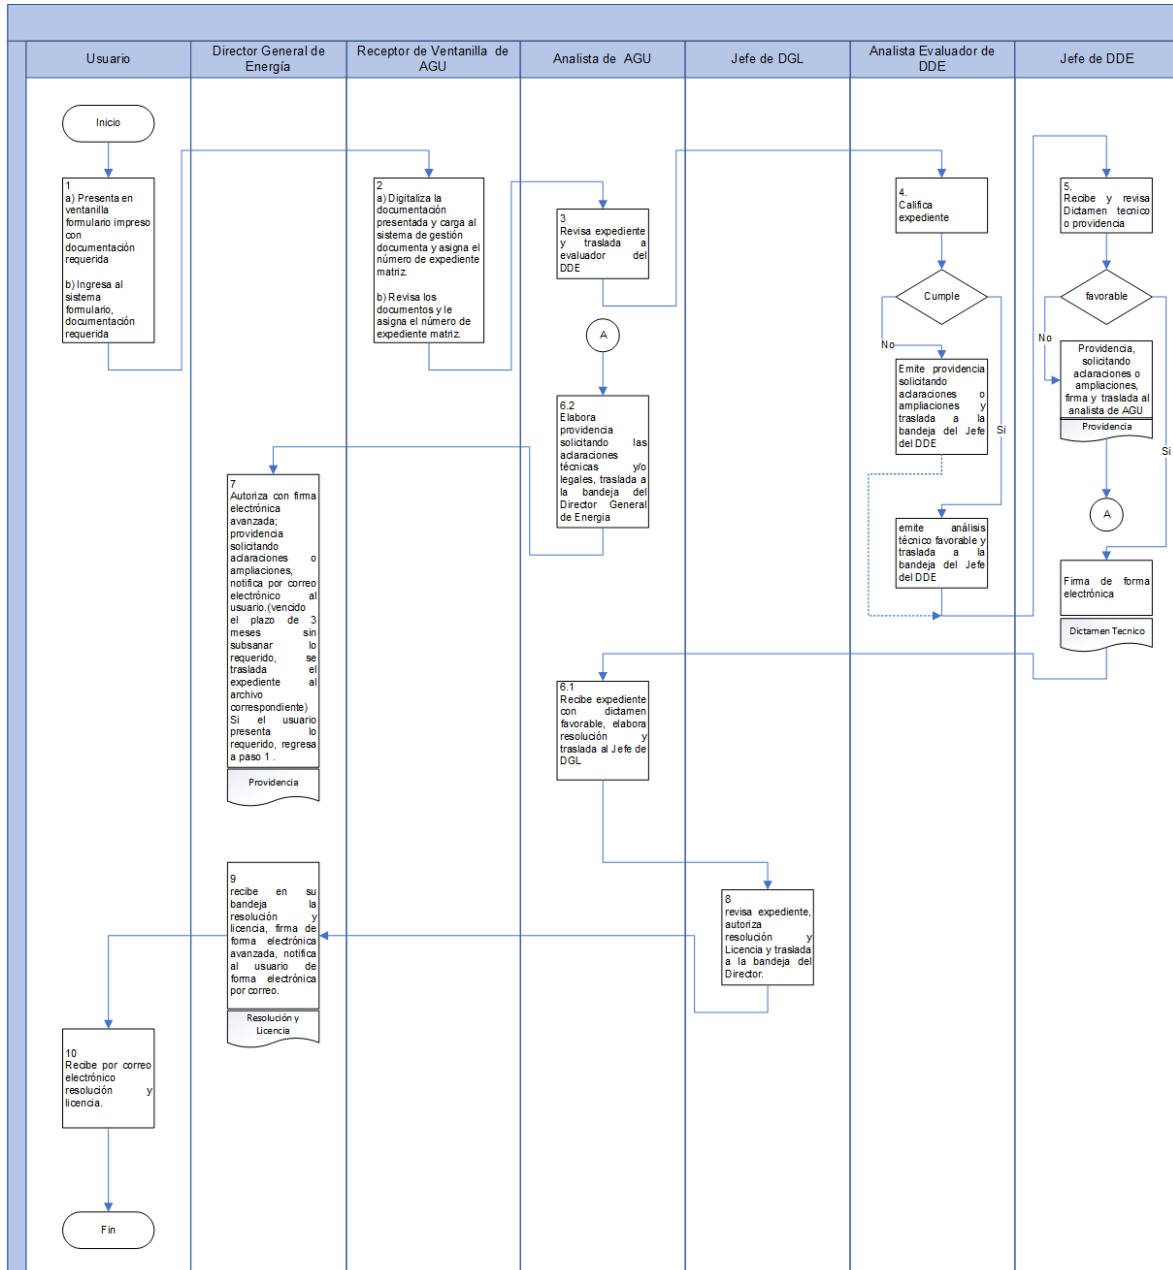 Usuario
Director General de
Energía
Receptor de Ventanilla de
AGU
Analista de AGU
Jefe de DGL
Analista Evaluador de
DDE
Jefe de DDE
Inicio
1
a) Presenta en
ventanilla
formulario impreso
con
documentación
requerida
b) Ingresa al
sistema
formulario,
documentación
requerida
2
a) Digitaliza la
documentación
presentada y carga al
sistema de gestión
documenta y asigna el
número de expediente
matriz.
b) Revisa los
documentos y le
asigna el número de
expediente matriz.
3
Revisa expediente
y traslada a
evaluador del
DDE
4.
Califica
expediente
Cumple
No
Si
Emite providencia
solicitando
aclaraciones o
ampliaciones y
traslada a la
bandeja del Jefe
del DDE
emite análisis
técnico favorable y
traslada a la
bandeja del Jefe
del DDE
5.
Recibe y revisa
Dictamen tecnico
o providencia
favorable
No
Si
Providencia,
solicitando
aclaraciones o
ampliaciones,
firma y traslada al
analista de AGU
Providencia
A
Firma de forma
electrónica
Dictamen Tecnico
A
6.2
Elabora
providencia
solicitando las
aclaraciones
técnicas y/o
legales, traslada a
la bandeja del
Director General
de Energia
7
Autoriza con firma
electrónica
avanzada;
providencia
solicitando
aclaraciones o
ampliaciones,
notifica por correo
electrónico al
usuario.(vencido
el plazo de 3
meses sin
subsanar lo
requerido, se
traslada el
expediente al
archivo
correspondiente)
Si el usuario
presenta lo
requerido, regresa
a paso 1 .
Providencia
6.1
Recibe expediente
con dictamen
favorable, elabora
resolución y
traslada al Jefe de
DGL
8
revisa expediente,
autoriza
resolución y
Licencia y traslada
a la bandeja del
Director.
9
recibe en su
bandeja la
resolución y
licencia, firma de
forma electrónica
avanzada, notifica
al usuario de
forma electrónica
por correo.
Resolución y
Licencia
10
Recibe por correo
electrónico
resolución y
licencia.
Fin